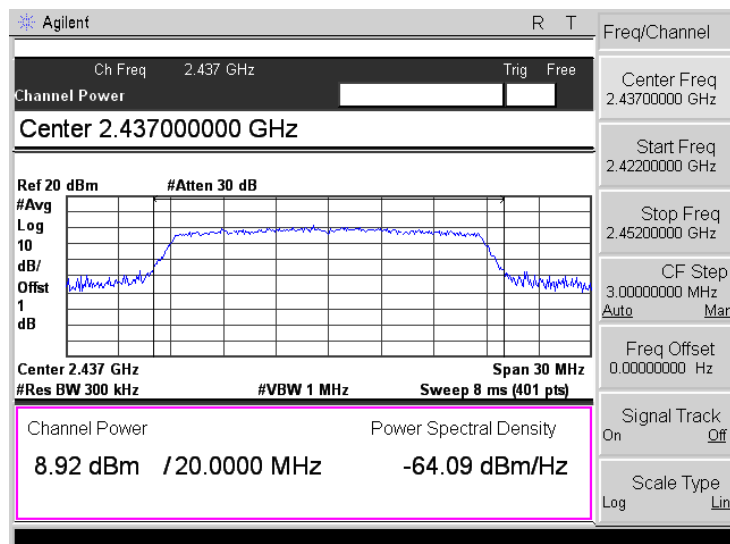 Agilent R T
Ch Freq 2.437 GHz Trig Free
Channel Power
Center 2.437000000 GHz
Ref 20 dBm #Atten 30 dB
#Avg
Log
10
dB/
Offst
1
dB
Center 2.437 GHz Span 30 MHz
#Res BW 300 kHz #VBW 1 MHz Sweep 8 ms (401 pts)
Channel Power Power Spectral Density
8.92 dBm / 20.0000 MHz -64.09 dBm/Hz
Freq/Channel
Center Freq
2.43700000 GHz
Start Freq
2.42200000 GHz
Stop Freq
2.45200000 GHz
CF Step
3.00000000 MHz
Auto Man
Freq Offset
0.00000000 Hz
Signal Track
On Off
Scale Type
Log Lin